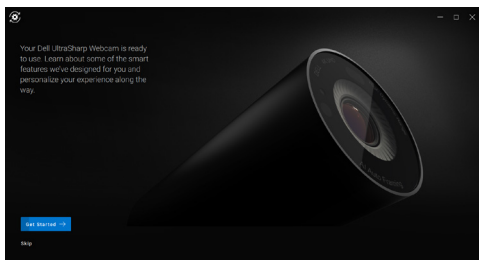 Your Dell UltraSharp Webcam is ready
to use. Learn about some of the smart
features we've designed for you and
personalize your experience along the
way.
Get Started →
Skip